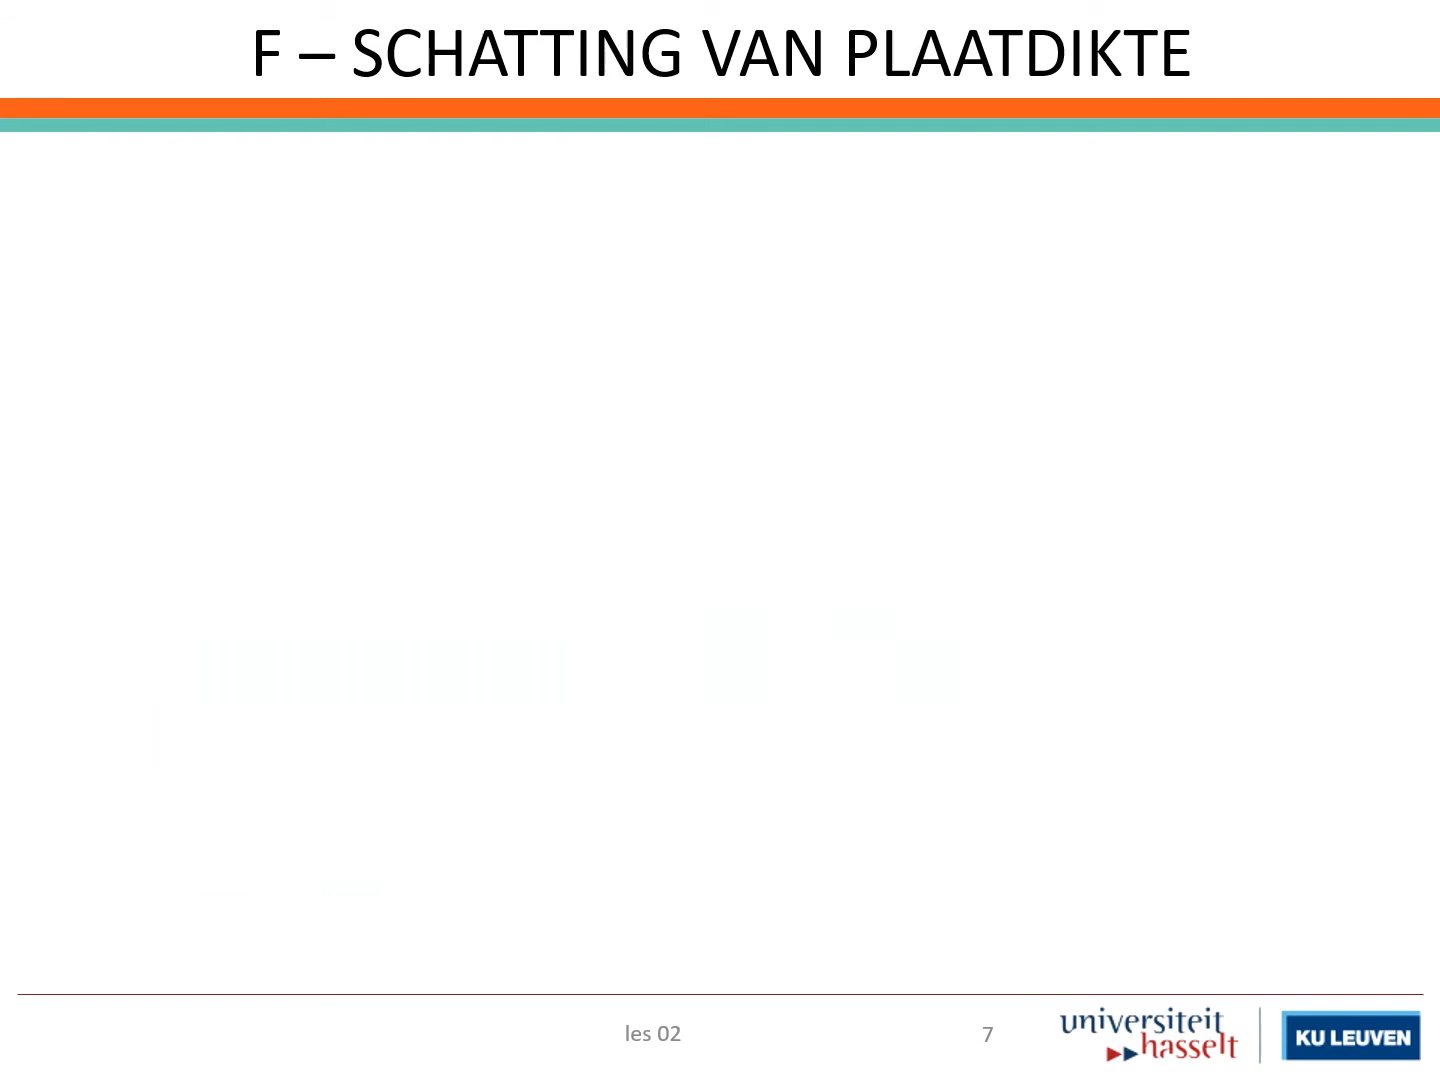 F – SCHATTING VAN PLAATDIKTE
les 02
7
universiteit
hasselt
KU LEUVEN